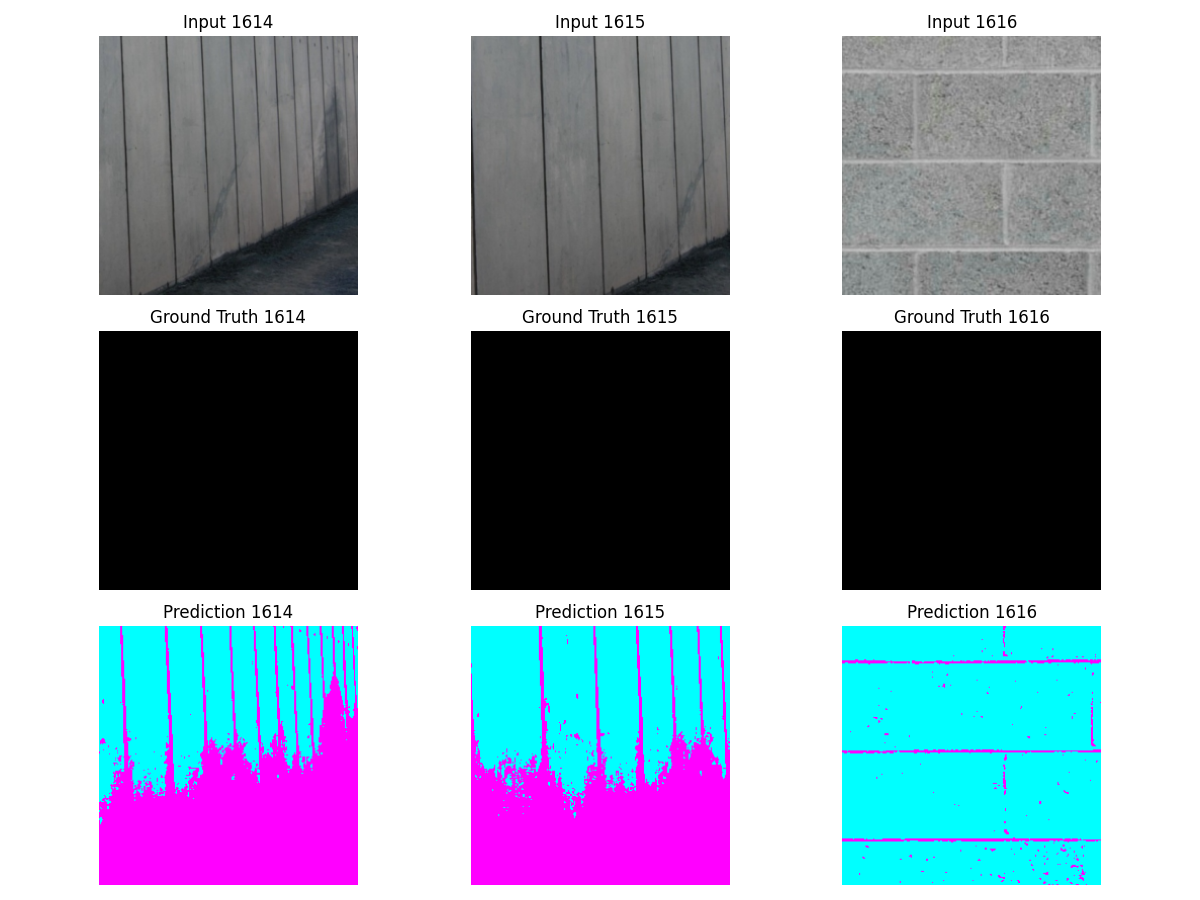 Input 1614
Input 1615
Input 1616
Ground Truth 1614
Ground Truth 1615
Ground Truth 1616
Prediction 1614
Prediction 1615
Prediction 1616